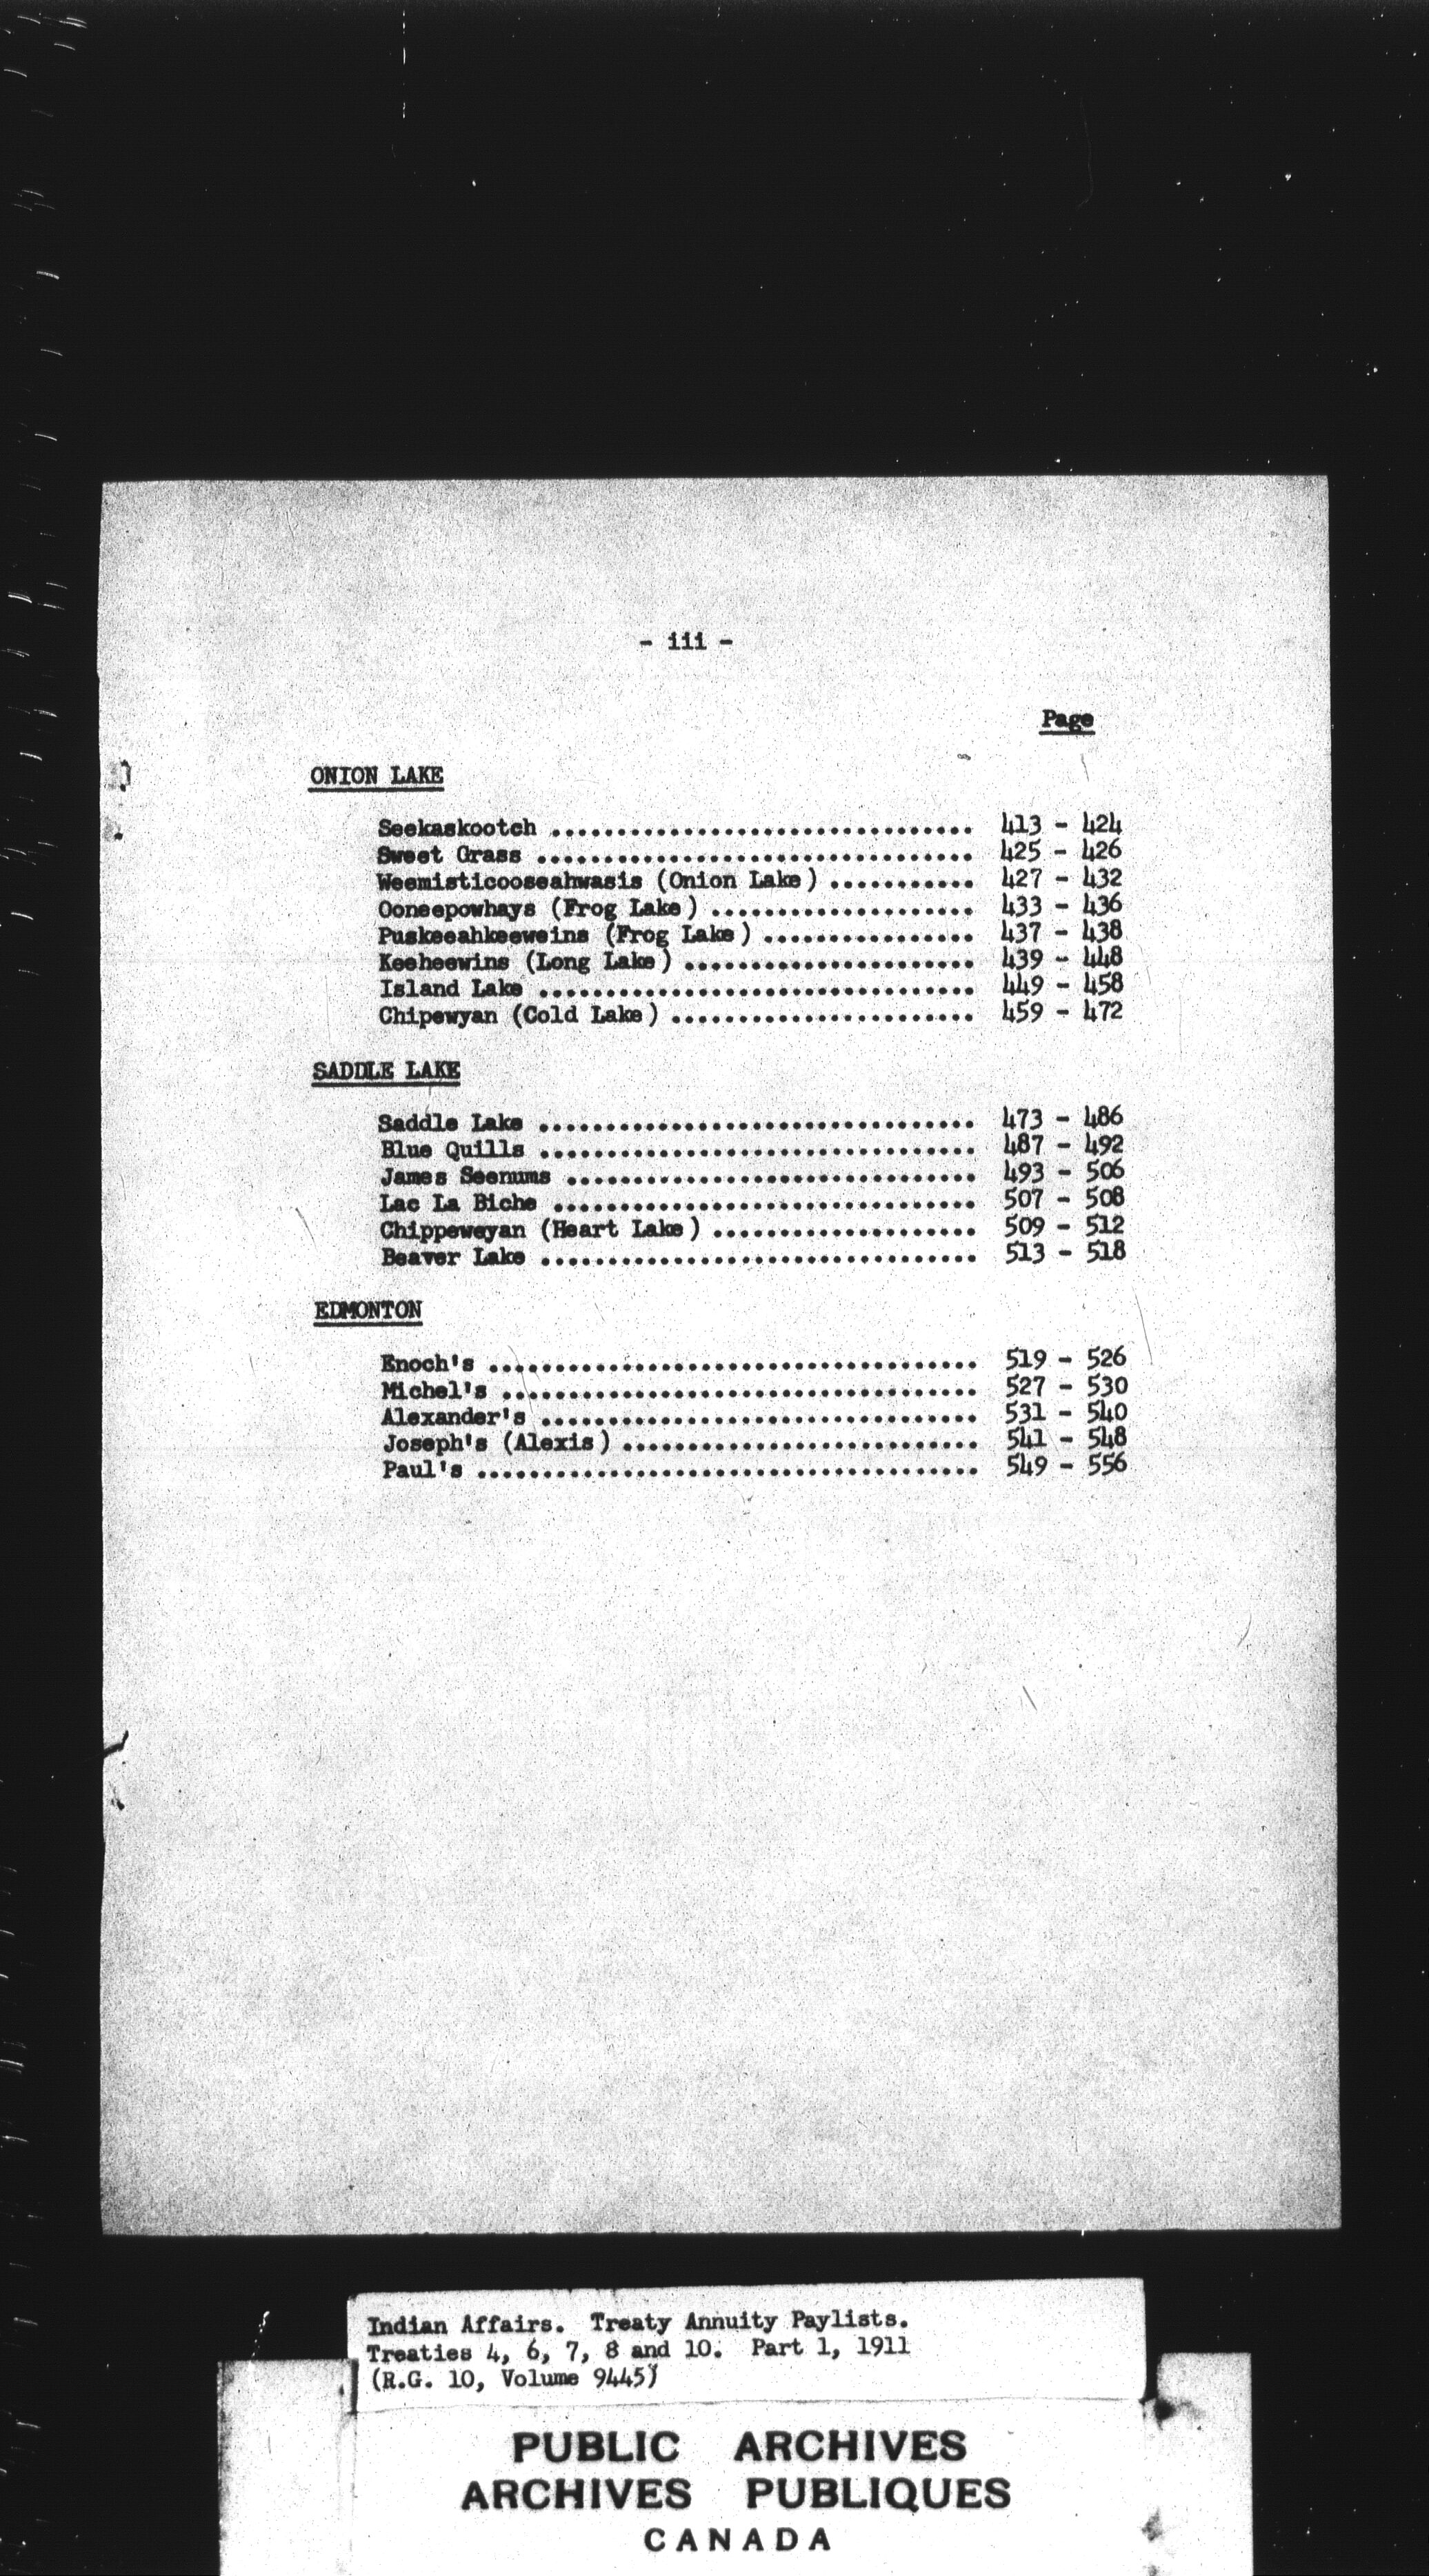 - iii -
Page
ONION LAKE
Seekaskootch ................................ 413 - 424
Sweet Grass ................................. 425 - 426
Weemisticooseahwasis (Onion Lake) ........... 427 - 432
Ooneepowhays (Frog Lake) .................... 433 - 436
Puskeeahkeeweins (Frog Lake) ................ 437 - 438
Keeheewins (Long Lake) ...................... 439 - 448
Island Lake ................................. 449 - 458
Chipewyan (Cold Lake) ....................... 459 - 472
SADDLE LAKE
Saddle Lake ................................. 473 - 486
Blue Quills ................................. 487 - 492
James Seenums ............................... 493 - 506
Lac La Biche ................................ 507 - 508
Chippeweyan (Heart Lake) .................... 509 - 512
Beaver Lake ................................. 513 - 518
EDMONTON
Enoch's ..................................... 519 - 526
Michel's .................................... 527 - 530
Alexander's ................................. 531 - 540
Joseph's (Alexis) ........................... 541 - 548
Paul's ...................................... 549 - 556
Indian Affairs. Treaty Annuity Paylists.
Treaties 4, 6, 7, 8 and 10. Part 1, 1911
(R.G. 10, Volume 9445)
PUBLIC ARCHIVES
ARCHIVES PUBLIQUES
CANADA